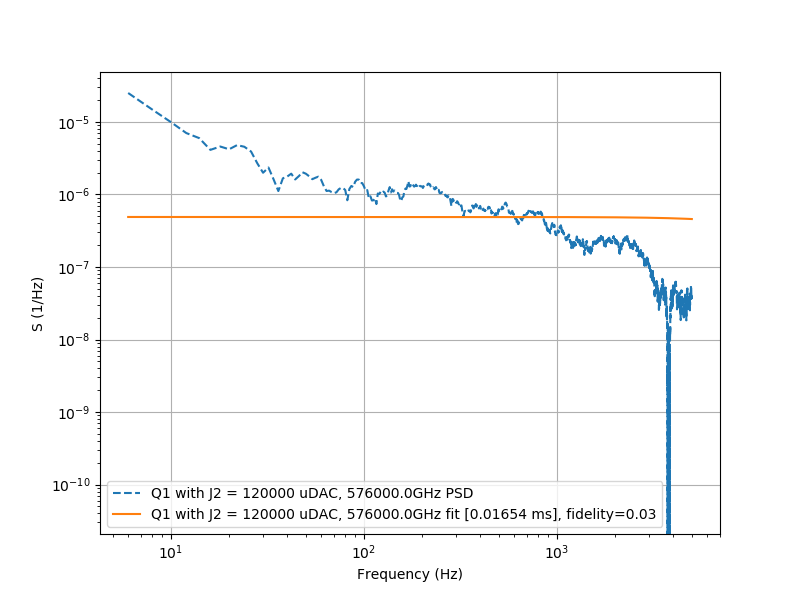 10⁻⁵
10⁻⁶
10⁻⁷
10⁻⁸
10⁻⁹
10⁻¹⁰
S (1/Hz)
Q1 with J2 = 120000 uDAC, 576000.0GHz PSD
Q1 with J2 = 120000 uDAC, 576000.0GHz fit [0.01654 ms], fidelity=0.03
10¹ 10² 10³
Frequency (Hz)